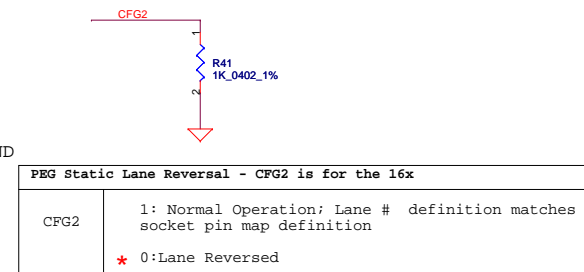 CFG2
1
R41
1K_0402_1%
2
ND
PEG Static Lane Reversal - CFG2 is for the 16x
CFG2
1: Normal Operation; Lane # definition matches
socket pin map definition
* 0:Lane Reversed